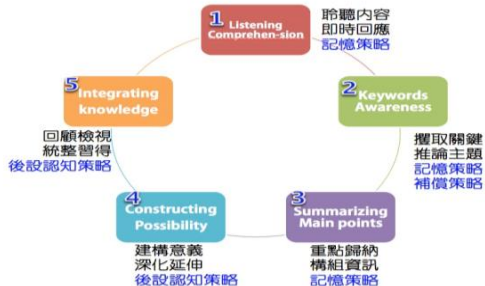 1
Listening
Comprehen-sion
聆聽内容
即時回應
記憶策略
2
Keywords
Awareness
攫取關鍵
推論主題
記憶策略
補償策略
3
Summarizing
Main points
重點歸納
構組資訊
記憶策略
4
Constructing
Possibility
建構意義
深化延伸
後設認知策略
5
Integrating
knowledge
回顧檢視
統整習得
後設認知策略